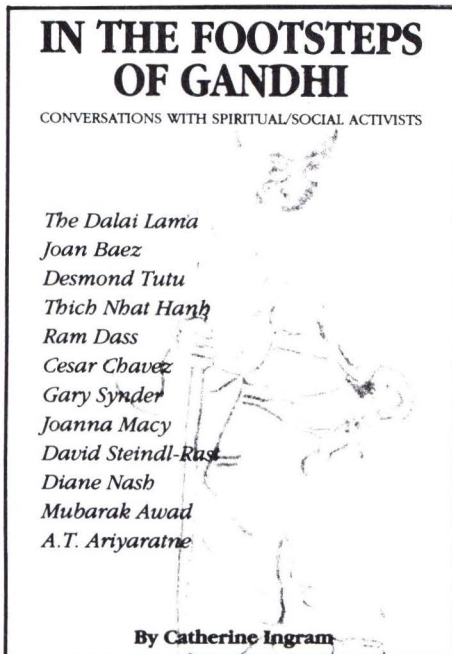 IN THE FOOTSTEPS
OF GANDHI
CONVERSATIONS WITH SPIRITUAL/SOCIAL ACTIVISTS
The Dalai Lama
Joan Baez
Desmond Tutu
Thich Nhat Hanh
Ram Dass
Cesar Chavez
Gary Synder
Joanna Macy
David Steindl-Rast
Diane Nash
Mubarak Awad
A.T. Ariyaratne
By Catherine Ingram